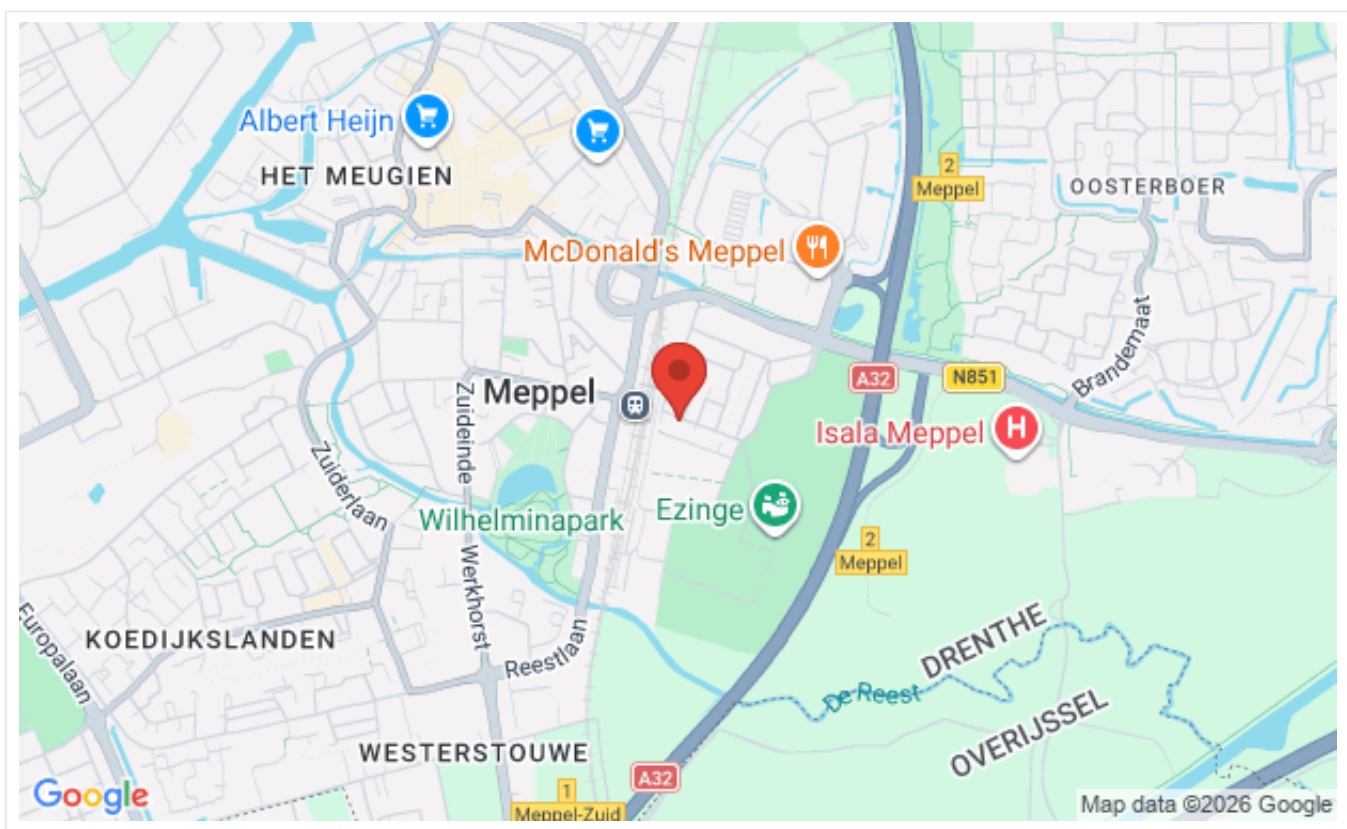 Albert Heijn
HET MEUGIEN
2
Meppel
OOSTERBOER
McDonald's Meppel
Brandemaat
A32
N851
Meppel
Zuideinde
Isala Meppel
H
Zuiderlaan
Ezinge
Wilhelminapark
2
Meppel
Werkhorst
Europalaan
KOEDIJKSLANDEN
Reestlaan
DRENTHE
De Reest
OVERIJSSEL
WESTERSTOUWE
A32
1
Meppel-Zuid
Google
Map data ©2026 Google